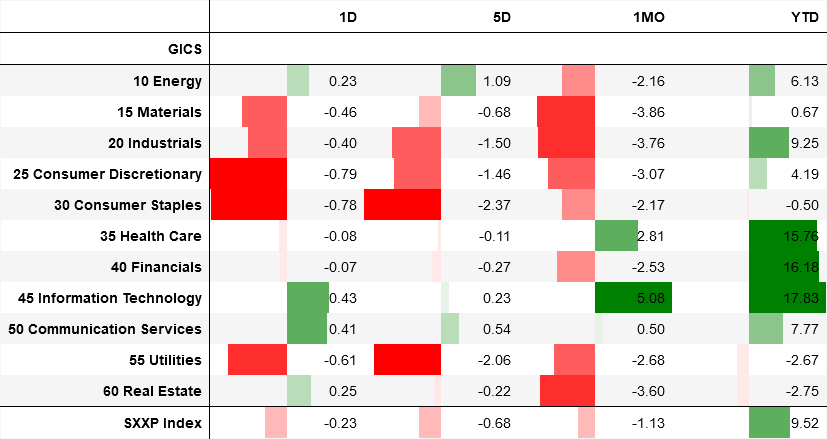 1D 5D 1MO YTD
GICS
10 Energy 0.23 1.09 -2.16 6.13
15 Materials -0.46 -0.68 -3.86 0.67
20 Industrials -0.40 -1.50 -3.76 9.25
25 Consumer Discretionary -0.79 -1.46 -3.07 4.19
30 Consumer Staples -0.78 -2.37 -2.17 -0.50
35 Health Care -0.08 -0.11 2.81 15.76
40 Financials -0.07 -0.27 -2.53 16.18
45 Information Technology 0.43 0.23 5.08 17.83
50 Communication Services 0.41 0.54 0.50 7.77
55 Utilities -0.61 -2.06 -2.68 -2.67
60 Real Estate 0.25 -0.22 -3.60 -2.75
SXXP Index -0.23 -0.68 -1.13 9.52